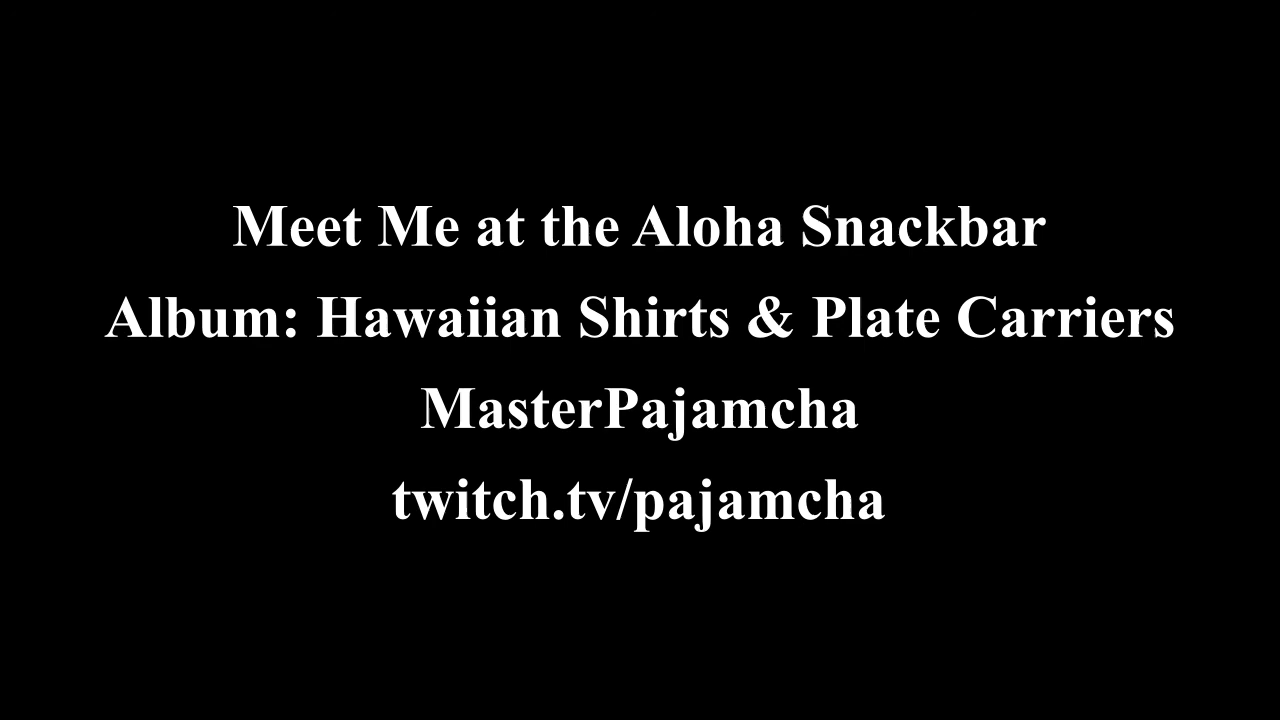 Meet Me at the Aloha Snackbar
Album: Hawaiian Shirts & Plate Carriers
MasterPajamcha
twitch.tv/pajamcha